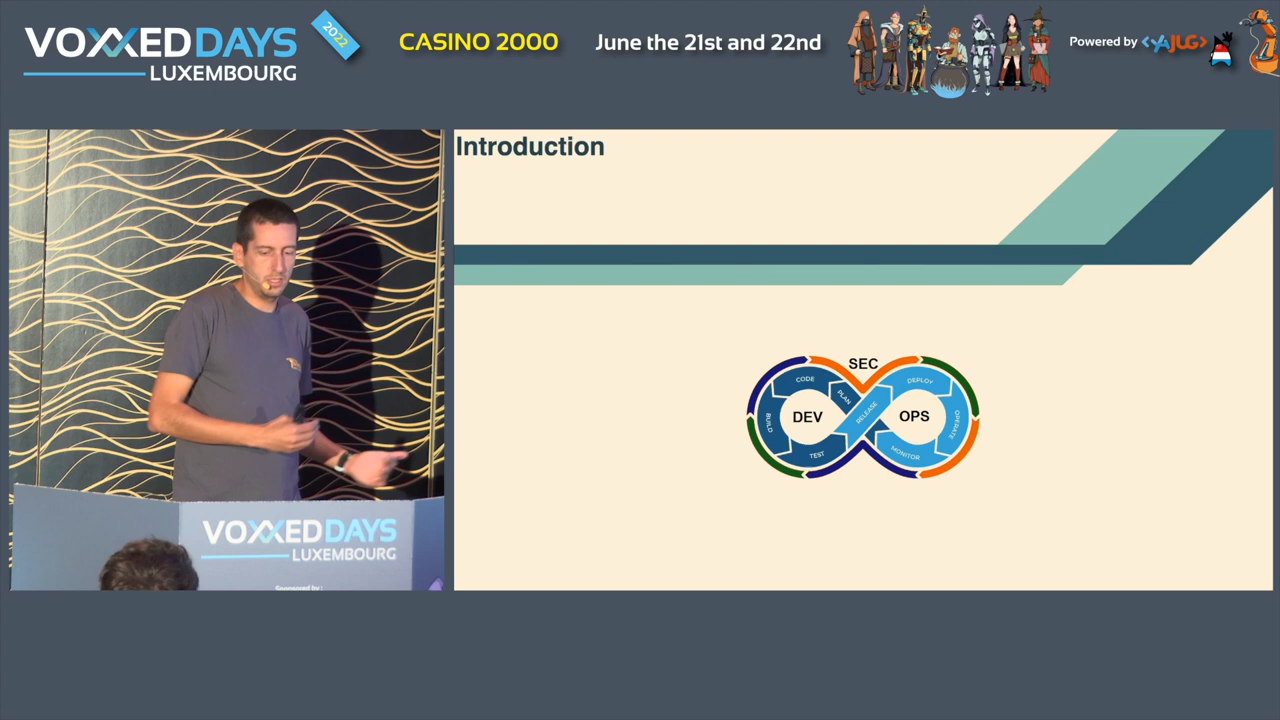 VOXXEDDAYS
LUXEMBOURG
2022
CASINO 2000
June the 21st and 22nd
Powered by <YAJUG>
Introduction
SEC
CODE
PLAN
DEPLOY
BUILD
DEV
RELEASE
OPS
OPERATE
TEST
MONITOR
VOXXEDDAYS
LUXEMBOURG
Sponsored by :